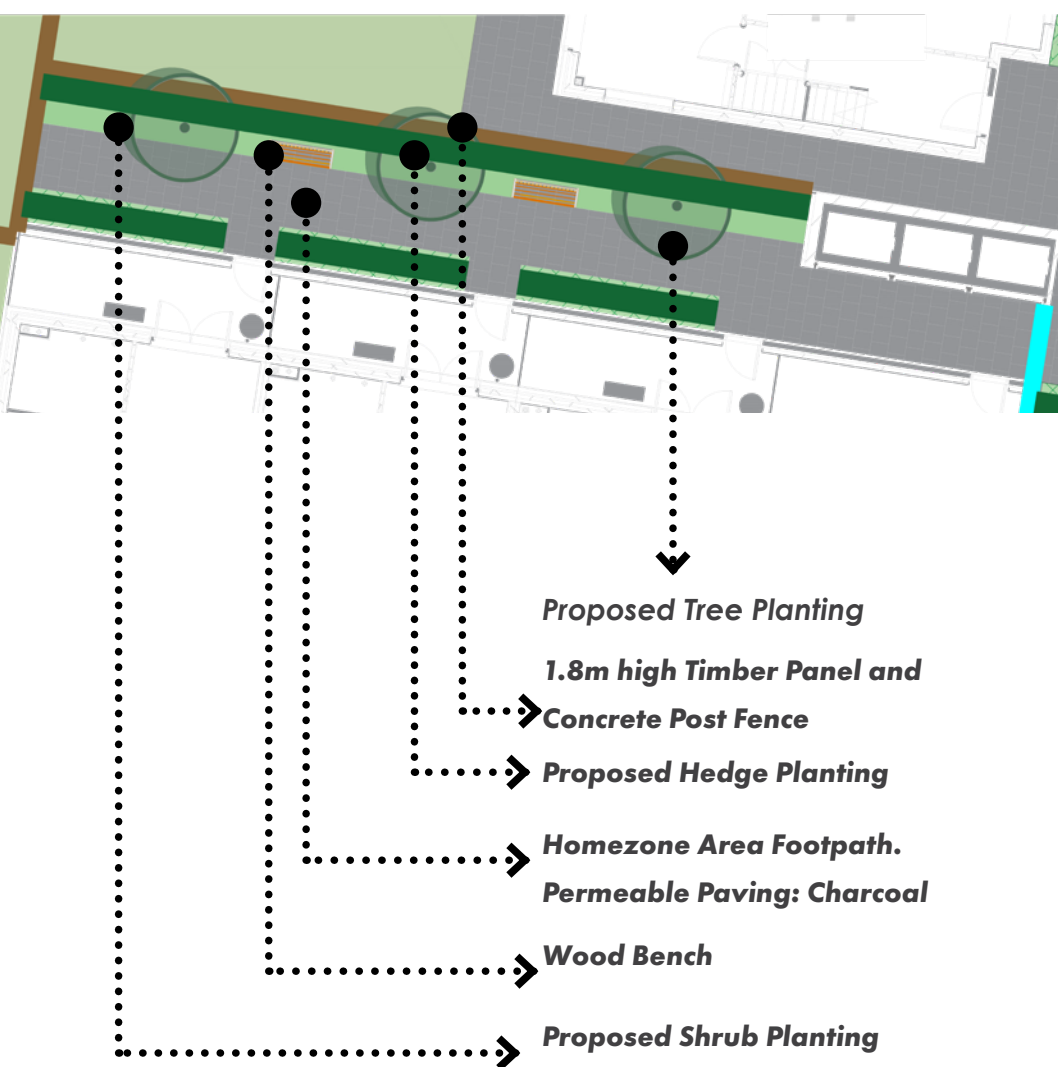 Proposed Tree Planting
1.8m high Timber Panel and
Concrete Post Fence
Proposed Hedge Planting
Homezone Area Footpath.
Permeable Paving: Charcoal
Wood Bench
Proposed Shrub Planting